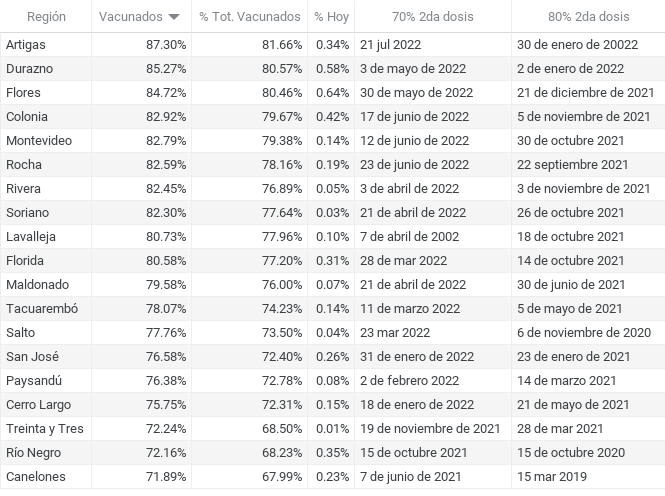 Región Vacunados % Tot. Vacunados % Hoy 70% 2da dosis 80% 2da dosis
Artigas 87.30% 81.66% 0.34% 21 jul 2022 30 de enero de 20022
Durazno 85.27% 80.57% 0.58% 3 de mayo de 2022 2 de enero de 2022
Flores 84.72% 80.46% 0.64% 30 de mayo de 2022 21 de diciembre de 2021
Colonia 82.92% 79.67% 0.42% 17 de junio de 2022 5 de noviembre de 2021
Montevideo 82.79% 79.38% 0.14% 12 de junio de 2022 30 de octubre 2021
Rocha 82.59% 78.16% 0.19% 23 de junio de 2022 22 septiembre 2021
Rivera 82.45% 76.89% 0.05% 3 de abril de 2022 3 de noviembre de 2021
Soriano 82.30% 77.64% 0.03% 21 de abril de 2022 26 de octubre 2021
Lavalleja 80.73% 77.96% 0.10% 7 de abril de 2002 18 de octubre 2021
Florida 80.58% 77.20% 0.31% 28 de mar 2022 14 de octubre 2021
Maldonado 79.58% 76.00% 0.07% 21 de abril de 2022 30 de junio de 2021
Tacuarembó 78.07% 74.23% 0.14% 11 de marzo 2022 5 de mayo de 2021
Salto 77.76% 73.50% 0.04% 23 mar 2022 6 de noviembre de 2020
San José 76.58% 72.40% 0.26% 31 de enero de 2022 23 de enero de 2021
Paysandú 76.38% 72.78% 0.08% 2 de febrero 2022 14 de marzo 2021
Cerro Largo 75.75% 72.31% 0.15% 18 de enero de 2022 21 de mayo de 2021
Treinta y Tres 72.24% 68.50% 0.01% 19 de noviembre de 2021 28 de mar 2021
Río Negro 72.16% 68.23% 0.35% 15 de octubre 2021 15 de octubre 2020
Canelones 71.89% 67.99% 0.23% 7 de junio de 2021 15 mar 2019